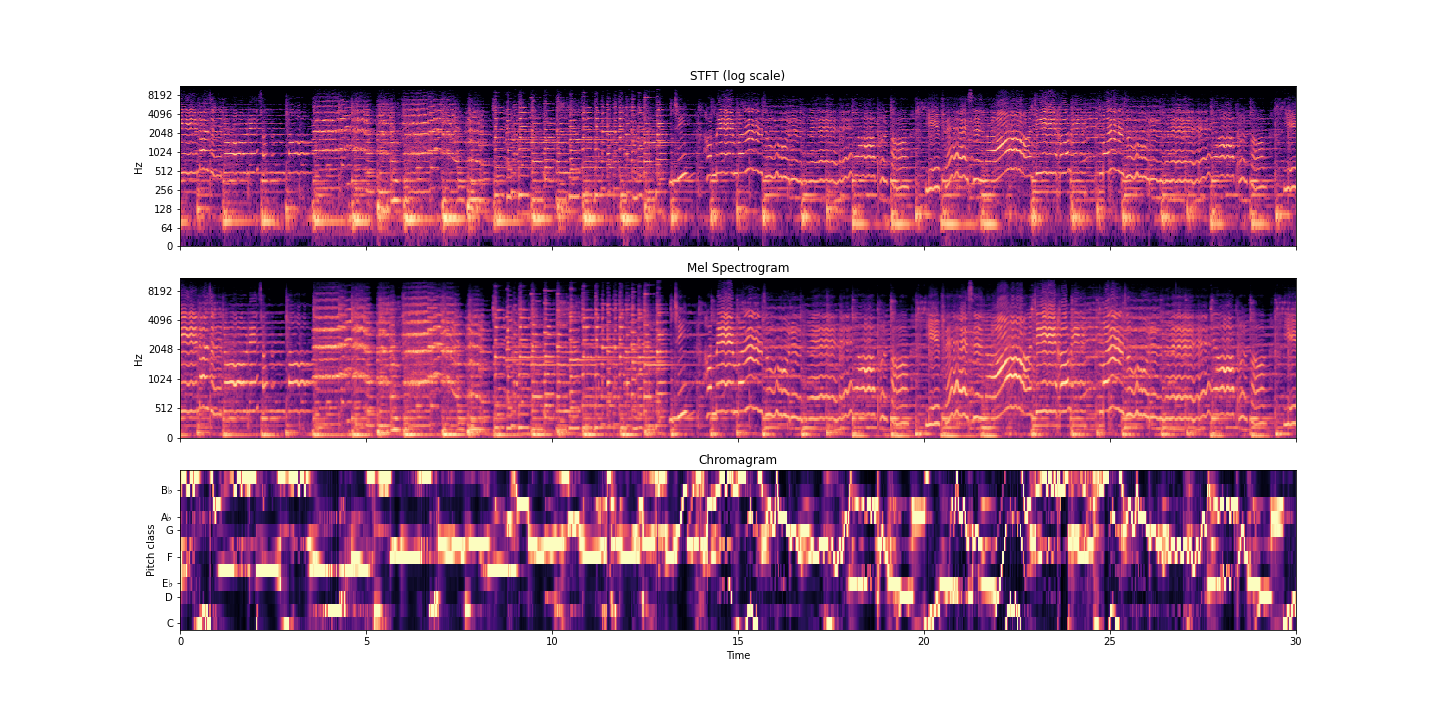 STFT (log scale)
8192
4096
2048
1024
512
256
128
64
0
Hz
Mel Spectrogram
8192
4096
2048
1024
512
0
Hz
Chromagram
B♭
A♭
G
F
E♭
D
C
Pitch class
0 5 10 15 20 25 30
Time